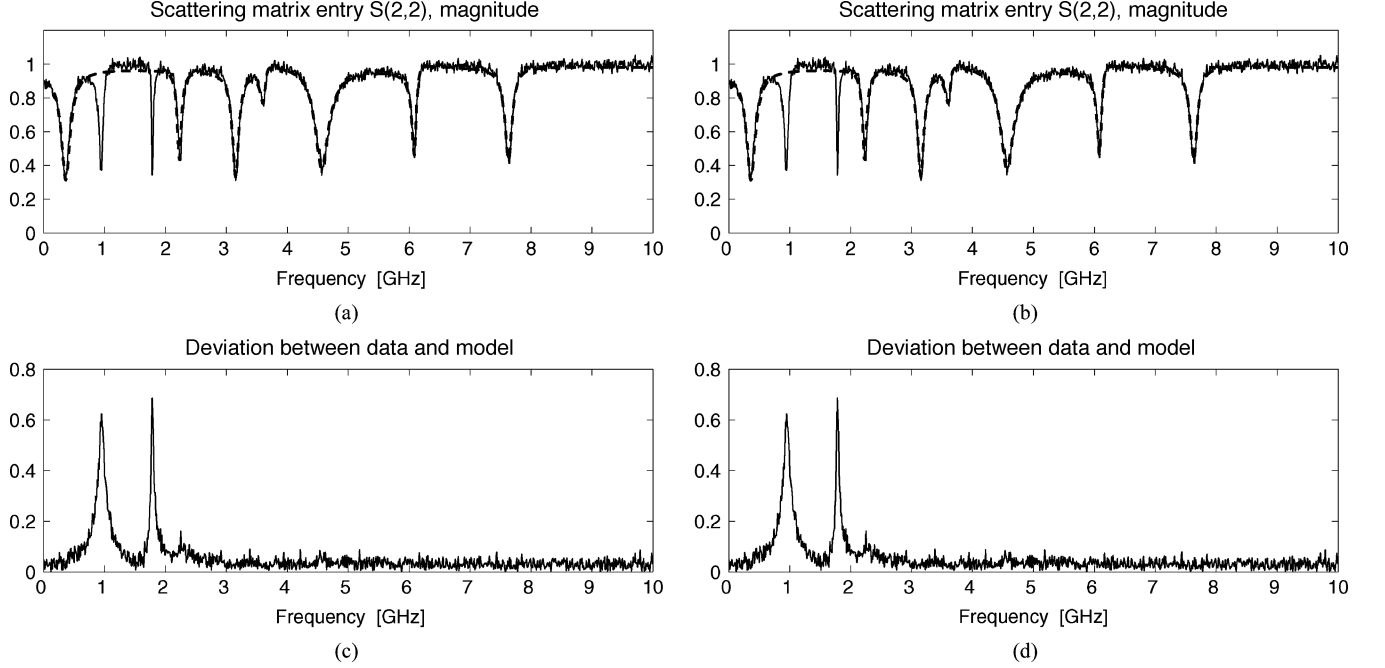 Scattering matrix entry S(2,2), magnitude
1
0.8
0.6
0.4
0.2
0
0 1 2 3 4 5 6 7 8 9 10
Frequency [GHz]
(a)
Scattering matrix entry S(2,2), magnitude
1
0.8
0.6
0.4
0.2
0
0 1 2 3 4 5 6 7 8 9 10
Frequency [GHz]
(b)
Deviation between data and model
0.8
0.6
0.4
0.2
0
0 1 2 3 4 5 6 7 8 9 10
Frequency [GHz]
(c)
Deviation between data and model
0.8
0.6
0.4
0.2
0
0 1 2 3 4 5 6 7 8 9 10
Frequency [GHz]
(d)